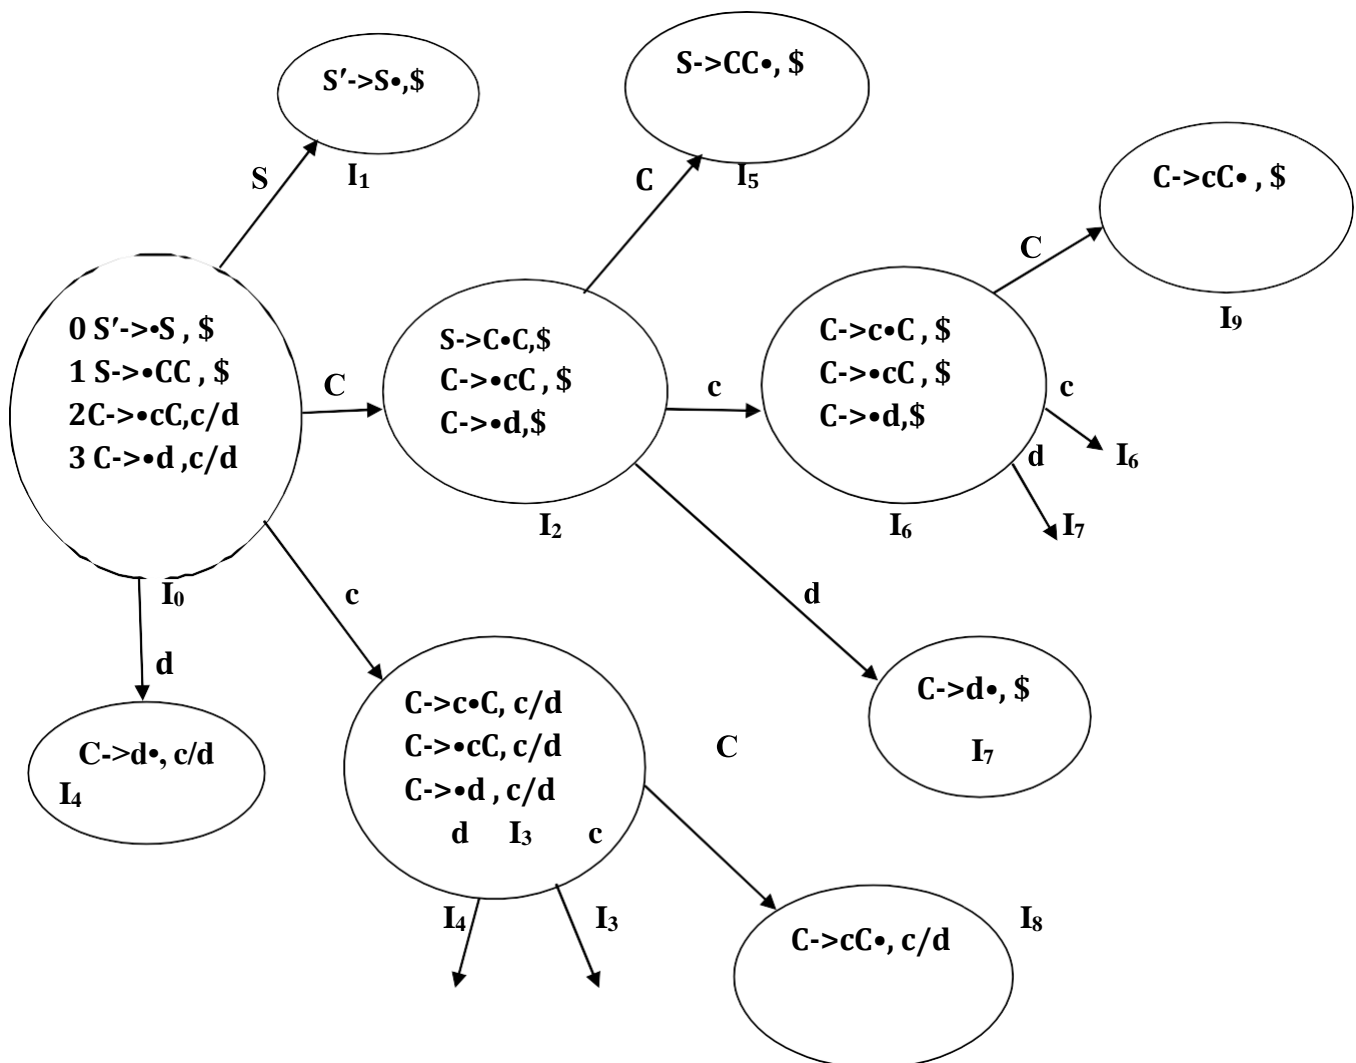 S′->S•,$
I1
S
S->CC•, $
I5
C
C->cC• , $
I9
C
0 S′->•S , $
1 S->•CC , $
2C->•cC,c/d
3 C->•d ,c/d
I0
C
S->C•C,$
C->•cC , $
C->•d,$
I2
c
C->c•C , $
C->•cC , $
C->•d,$
I6
c
I6
d
I7
d
C->d•, $
I7
c
d
C->d•, c/d
I4
C->c•C, c/d
C->•cC, c/d
C->•d , c/d
d I3 c
I4 I3
C
C->cC•, c/d
I8